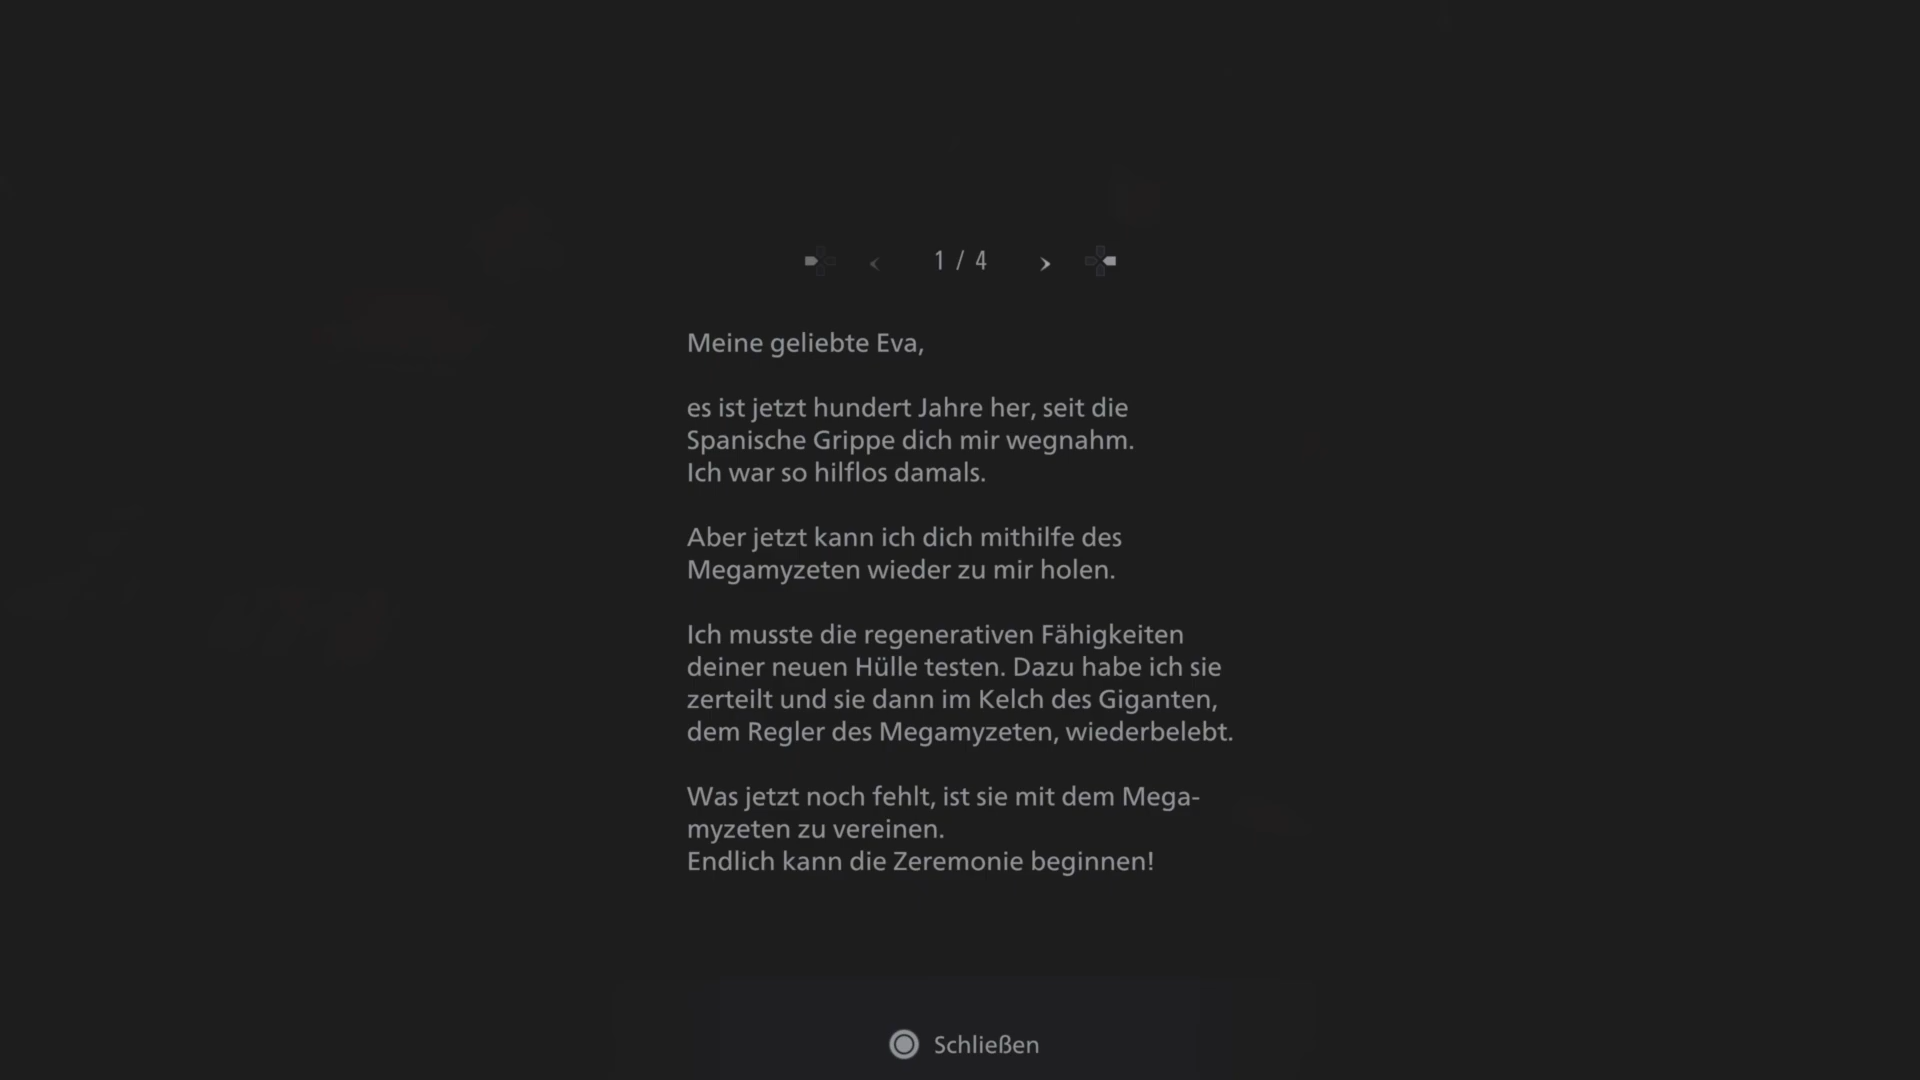 1 / 4
Meine geliebte Eva,
es ist jetzt hundert Jahre her, seit die
Spanische Grippe dich mir wegnahm.
Ich war so hilflos damals.
Aber jetzt kann ich dich mithilfe des
Megamyzeten wieder zu mir holen.
Ich musste die regenerativen Fähigkeiten
deiner neuen Hülle testen. Dazu habe ich sie
zerteilt und sie dann im Kelch des Giganten,
dem Regler des Megamyzeten, wiederbelebt.
Was jetzt noch fehlt, ist sie mit dem Mega-
myzeten zu vereinen.
Endlich kann die Zeremonie beginnen!
Schließen